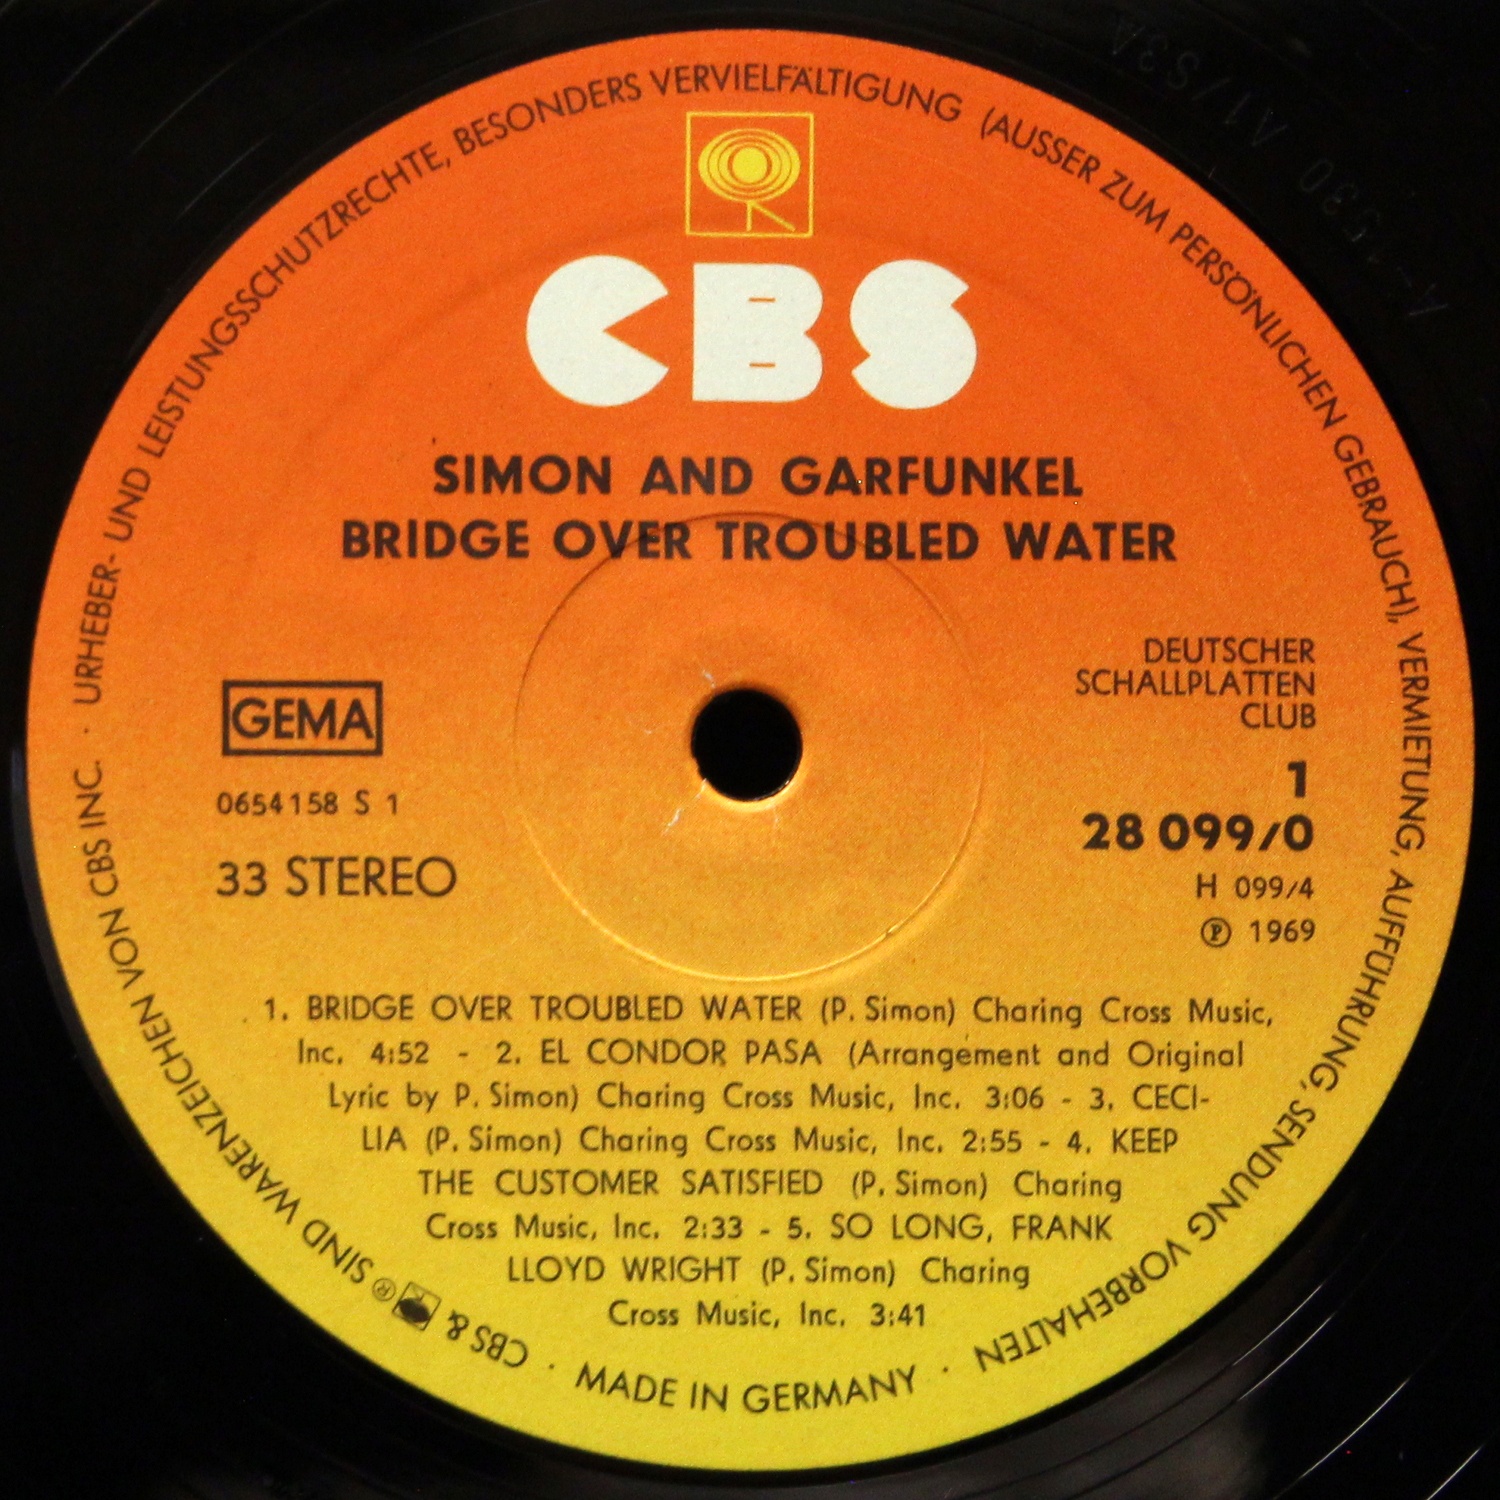 URHEBER- UND LEISTUNGSSCHUTZRECHTE, BESONDERS VERVIELFÄLTIGUNG (AUSSER ZUM PERSÖNLICHEN GEBRAUCH), VERMIETUNG, AUFFÜHRUNG, SENDUNG VORBEHALTEN
CBS
SIMON AND GARFUNKEL
BRIDGE OVER TROUBLED WATER
GEMA
0654158 S 1
33 STEREO
DEUTSCHER
SCHALLPLATTEN
CLUB
1
28 099/0
H 099/4
℗ 1969
1. BRIDGE OVER TROUBLED WATER (P. Simon) Charing Cross Music,
Inc. 4:52 - 2. EL CONDOR PASA (Arrangement and Original
Lyric by P. Simon) Charing Cross Music, Inc. 3:06 - 3. CECI-
LIA (P. Simon) Charing Cross Music, Inc. 2:55 - 4. KEEP
THE CUSTOMER SATISFIED (P. Simon) Charing
Cross Music, Inc. 2:33 - 5. SO LONG, FRANK
LLOYD WRIGHT (P. Simon) Charing
Cross Music, Inc. 3:41
· MADE IN GERMANY ·
CBS & ® SIND WARENZEICHEN VON CBS INC. ·